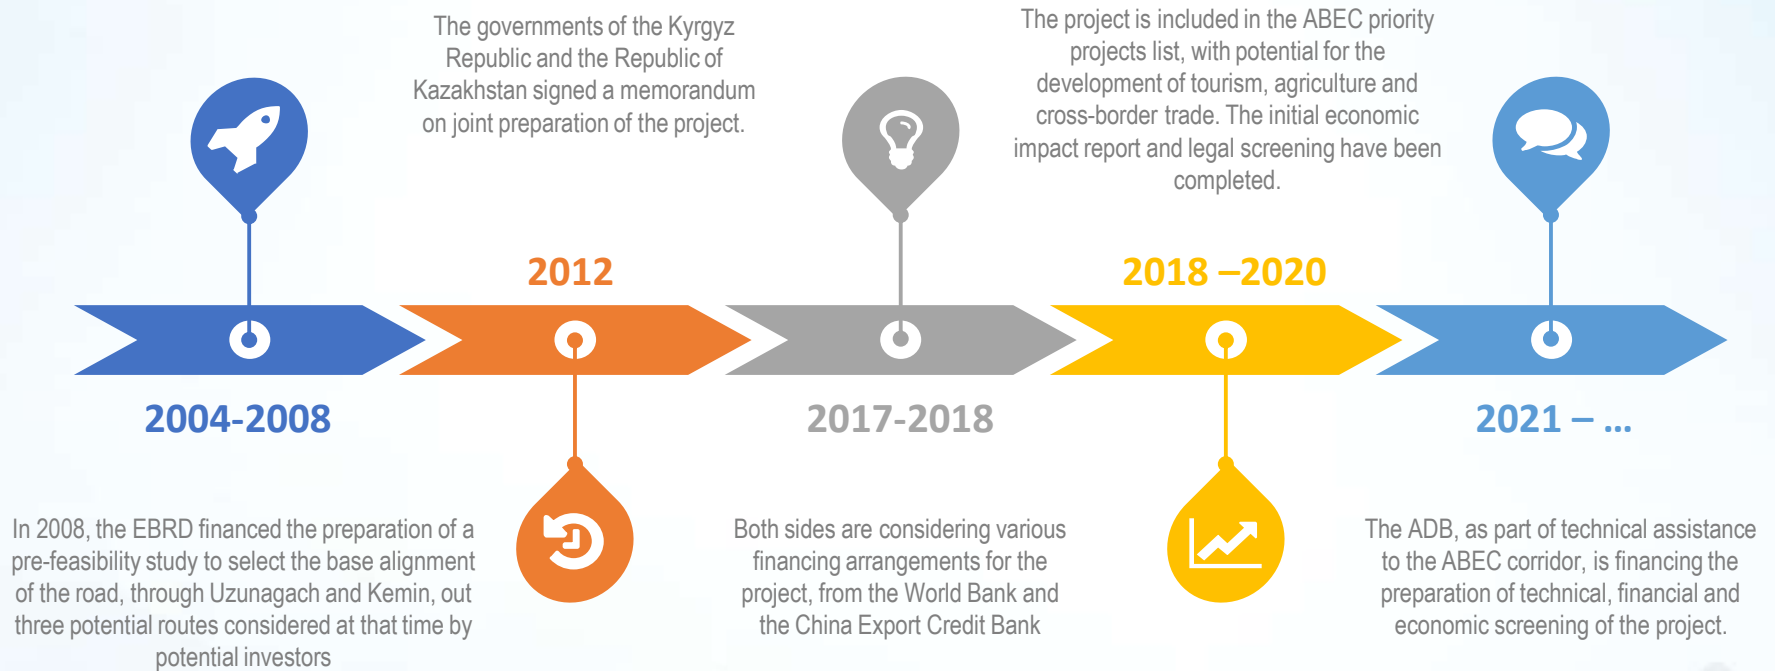 The governments of the Kyrgyz
Republic and the Republic of
Kazakhstan signed a memorandum
on joint preparation of the project.
The project is included in the ABEC priority
projects list, with potential for the
development of tourism, agriculture and
cross-border trade. The initial economic
impact report and legal screening have been
completed.
2012
2018 –2020
2004-2008
2017-2018
2021 – ...
In 2008, the EBRD financed the preparation of a
pre-feasibility study to select the base alignment
of the road, through Uzunagach and Kemin, out
three potential routes considered at that time by
potential investors
Both sides are considering various
financing arrangements for the
project, from the World Bank and
the China Export Credit Bank
The ADB, as part of technical assistance
to the ABEC corridor, is financing the
preparation of technical, financial and
economic screening of the project.